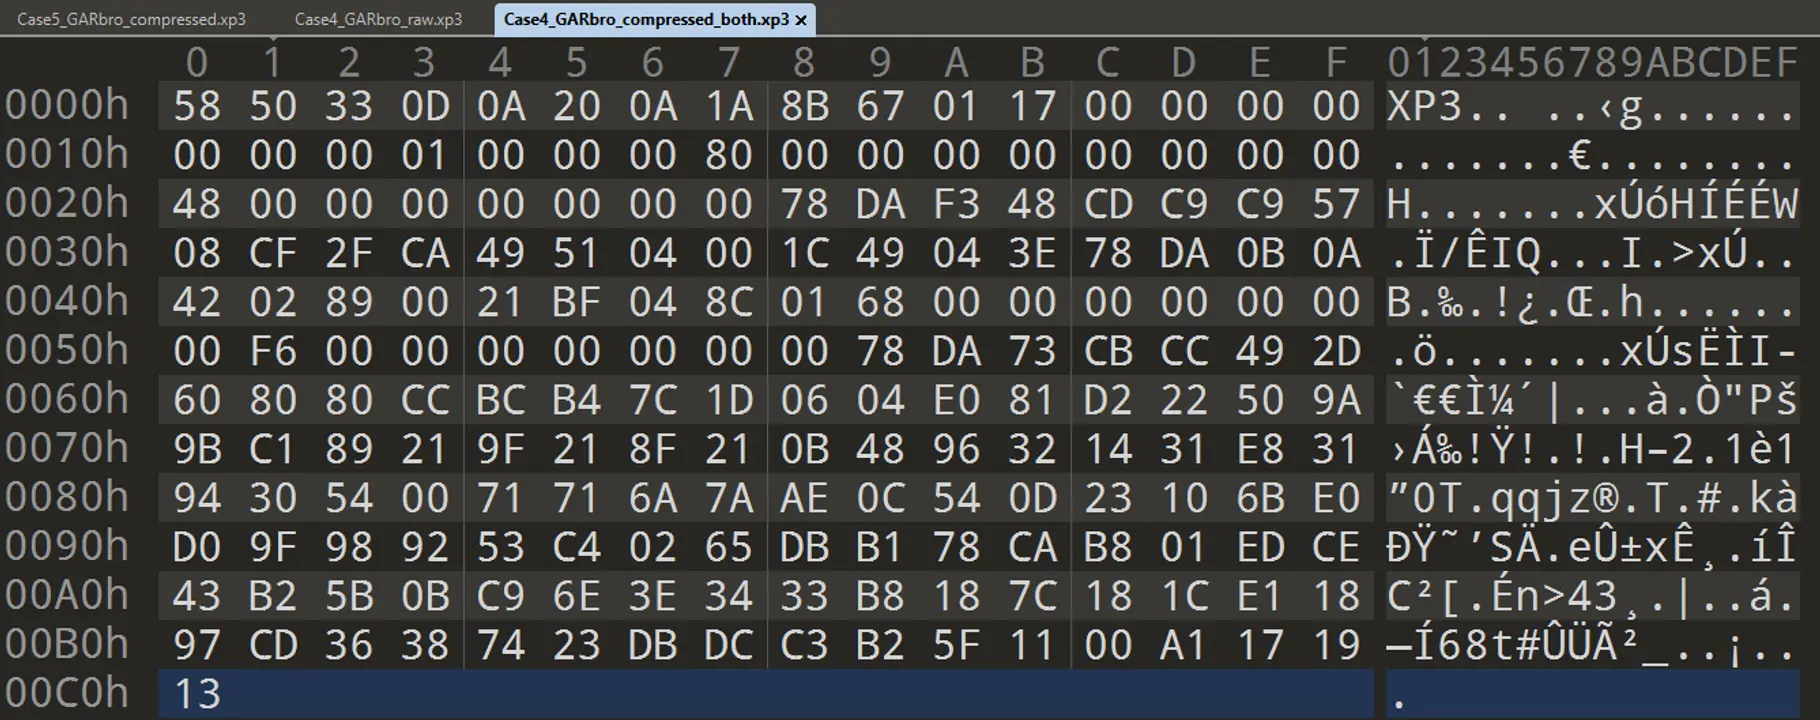 Case5_GARbro_compressed.xp3 Case4_GARbro_raw.xp3 Case4_GARbro_compressed_both.xp3 ×
0 1 2 3 4 5 6 7 8 9 A B C D E F 0123456789ABCDEF
0000h 58 50 33 0D 0A 20 0A 1A 8B 67 01 17 00 00 00 00 XP3.. ..‹g......
0010h 00 00 00 01 00 00 00 80 00 00 00 00 00 00 00 00 .......€........
0020h 48 00 00 00 00 00 00 00 78 DA F3 48 CD C9 C9 57 H.......xÚóHÍÉÉW
0030h 08 CF 2F CA 49 51 04 00 1C 49 04 3E 78 DA 0B 0A .Ï/ÊIQ...I.>xÚ..
0040h 42 02 89 00 21 BF 04 8C 01 68 00 00 00 00 00 00 B.‰.!¿.Œ.h......
0050h 00 F6 00 00 00 00 00 00 00 78 DA 73 CB CC 49 2D .ö.......xÚsËÌI-
0060h 60 80 80 CC BC B4 7C 1D 06 04 E0 81 D2 22 50 9A `€€Ì¼´|...à.Ò"Pš
0070h 9B C1 89 21 9F 21 8F 21 0B 48 96 32 14 31 E8 31 ›Á‰!Ÿ!.!.H–2.1è1
0080h 94 30 54 00 71 71 6A 7A AE 0C 54 0D 23 10 6B E0 ”0T.qqjz®.T.#.kà
0090h D0 9F 98 92 53 C4 02 65 DB B1 78 CA B8 01 ED CE ÐŸ˜’SÄ.eÛ±xÊ¸.íÎ
00A0h 43 B2 5B 0B C9 6E 3E 34 33 B8 18 7C 18 1C E1 18 C²[.Én>43¸.|..á.
00B0h 97 CD 36 38 74 23 DB DC C3 B2 5F 11 00 A1 17 19 —Í68t#ÛÜÃ²_..¡..
00C0h 13 .